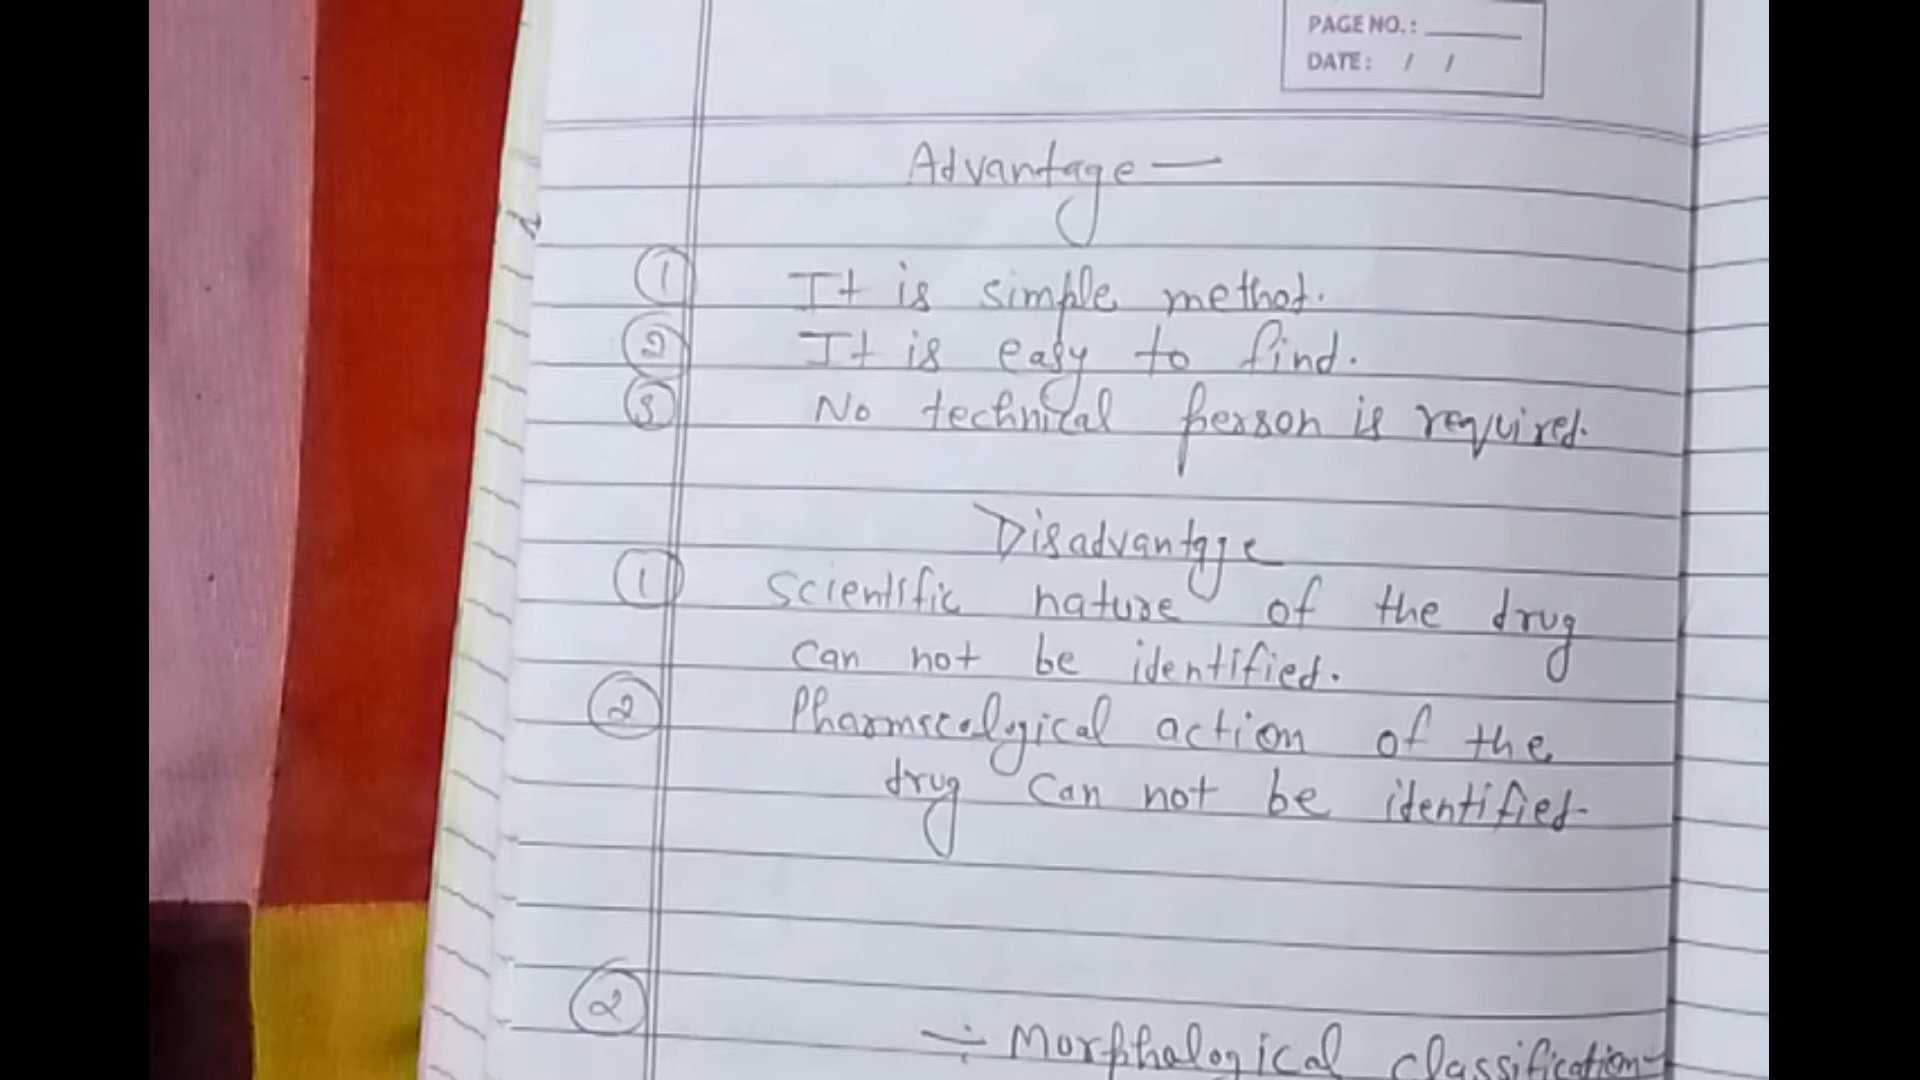 PAGE NO.:
DATE: / /
Advantage —
① It is simple method.
② It is easy to find.
③ No technical person is required.
Disadvantage
① Scientific nature of the drug
can not be identified.
② Pharmacological action of the
drug can not be identified.
② ÷ Morphological classification-